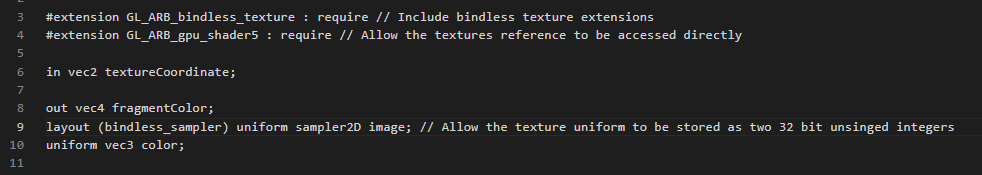 3 #extension GL_ARB_bindless_texture : require // Include bindless texture extensions
4 #extension GL_ARB_gpu_shader5 : require // Allow the textures reference to be accessed directly
5
6 in vec2 textureCoordinate;
7
8 out vec4 fragmentColor;
9 layout (bindless_sampler) uniform sampler2D image; // Allow the texture uniform to be stored as two 32 bit unsinged integers
10 uniform vec3 color;
11